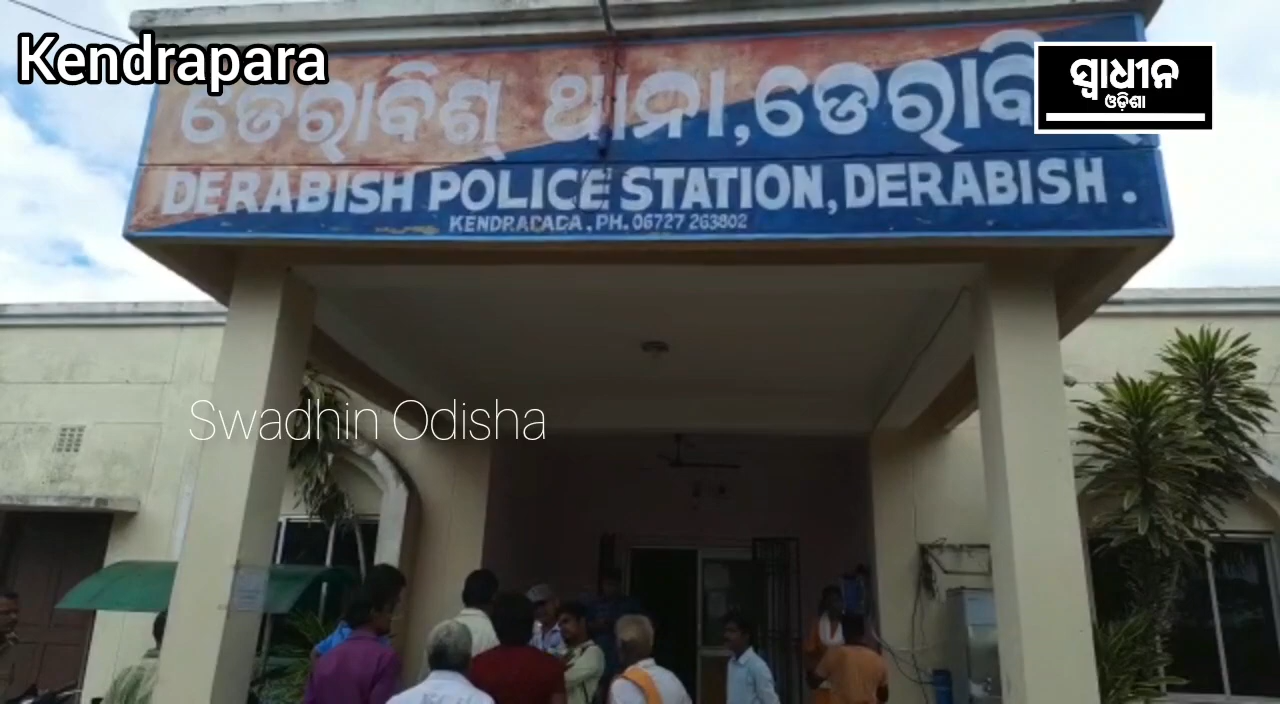 Kendrapara
ସ୍ୱାଧୀନ
ଓଡ଼ିଶା
ଡେରାବିଶ୍ ଥାନା,
DERABISH POLICE STATION, DERABISH.
KENDRAPADA, PH. 06727 263802
Swadhin Odisha